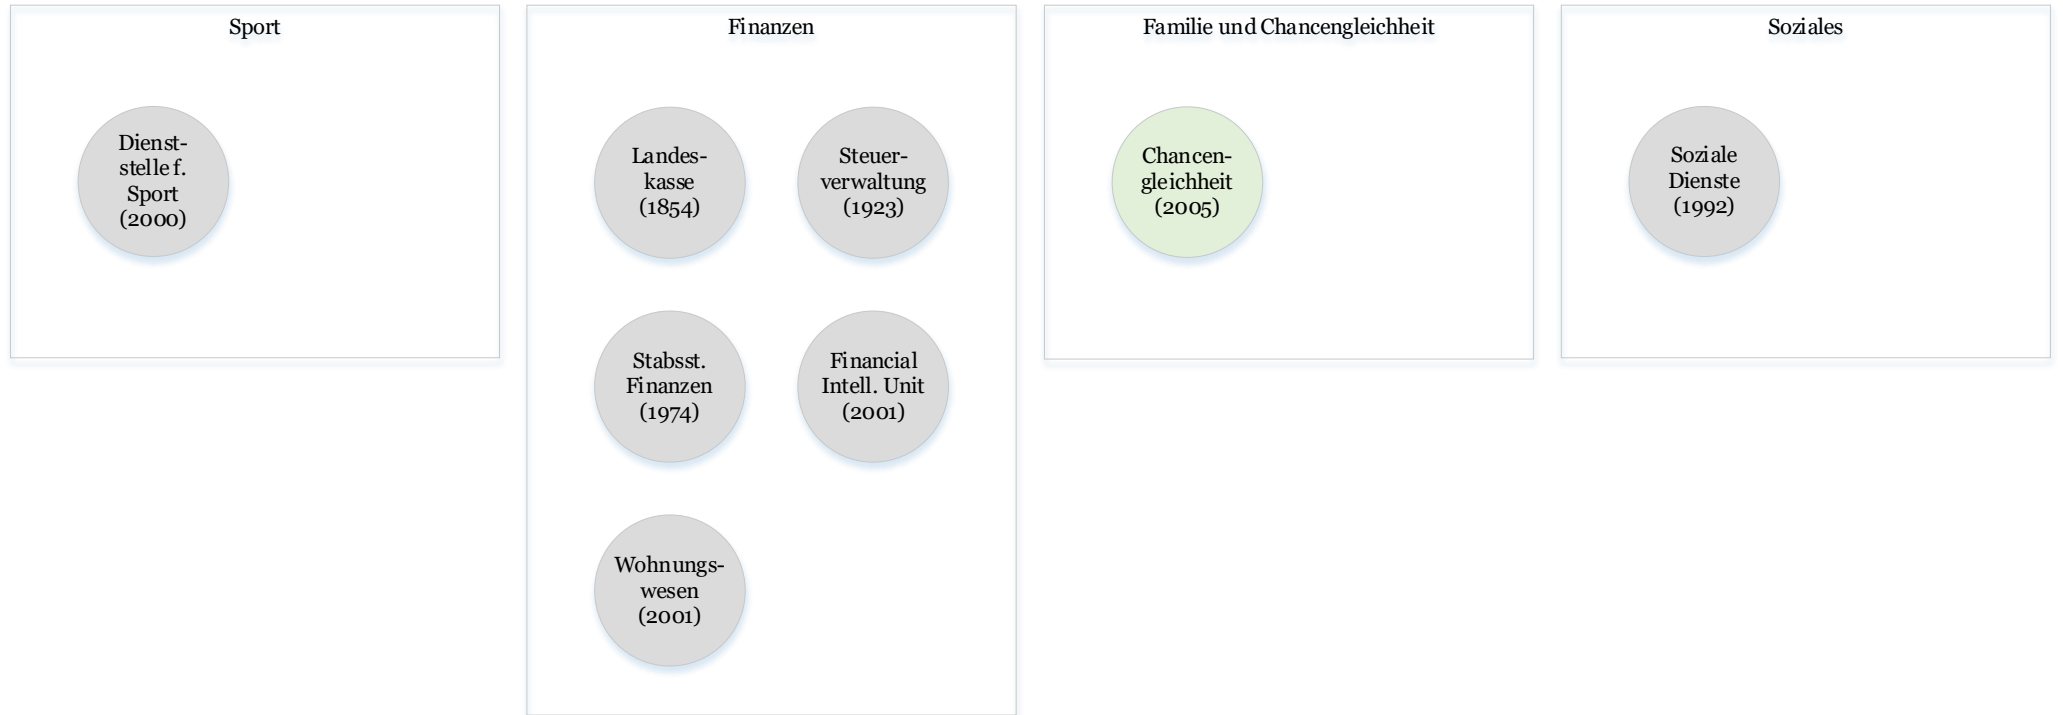 Sport
Dienst-
stelle f.
Sport
(2000)
Finanzen
Landes-
kasse
(1854)
Steuer-
verwaltung
(1923)
Stabsst.
Finanzen
(1974)
Financial
Intell. Unit
(2001)
Wohnungs-
wesen
(2001)
Familie und Chancengleichheit
Chancen-
gleichheit
(2005)
Soziales
Soziale
Dienste
(1992)